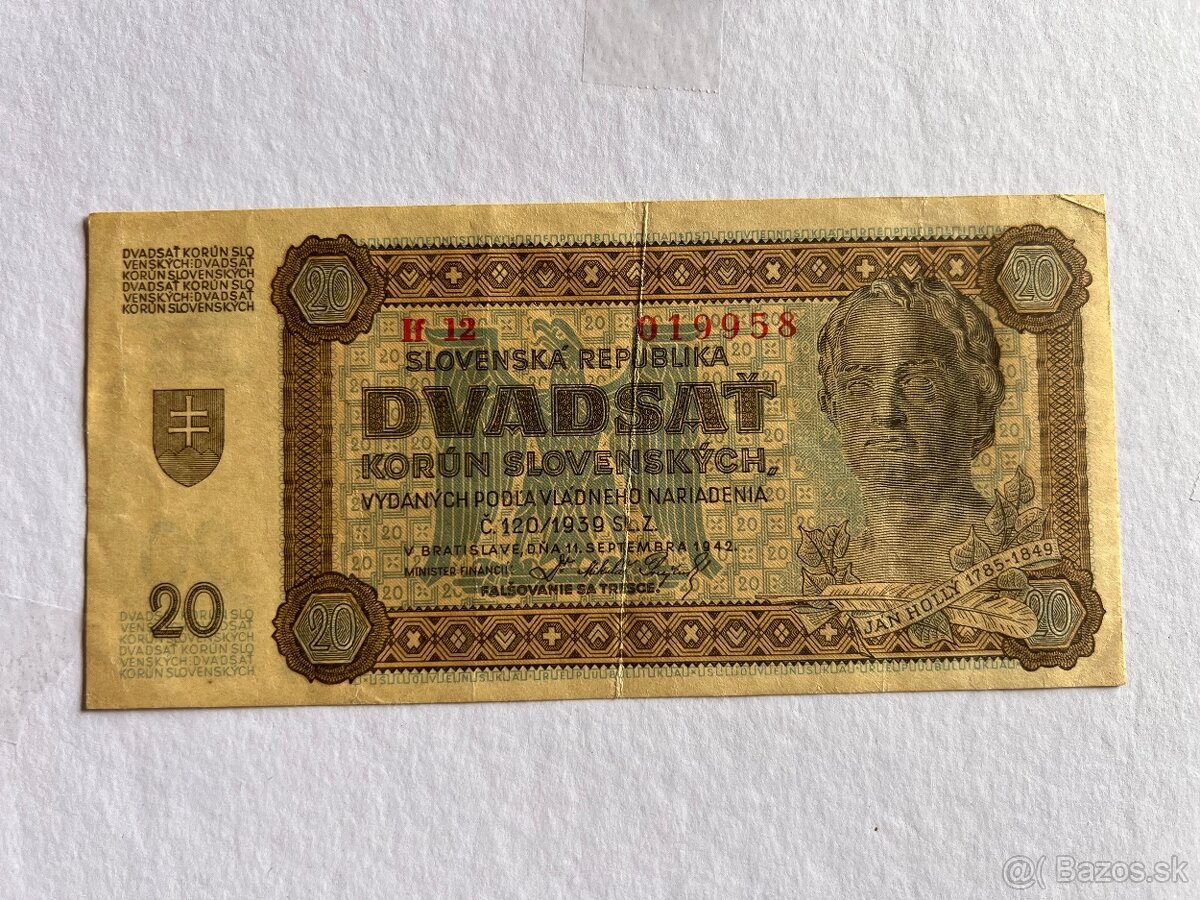 DVADSAŤ KORÚN SLO
VENSKÝCH:DVADSAŤ
KORÚN SLOVENSKÝCH
DVADSAŤ KORÚN SLO
VENSKÝCH:DVADSAŤ
KORÚN SLOVENSKÝCH
20
20
Hf 12 019958
SLOVENSKÁ REPUBLIKA
DVADSAŤ
KORÚN SLOVENSKÝCH,,
VYDANÝCH PODĽA VLÁDNEHO NARIADENIA
Č. 120/1939 SL. Z.
V BRATISLAVE, DŇA 11. SEPTEMBRA 1942.
MINISTER FINANCIÍ:
FALŠOVANIE SA TRESCE.
JÁN HOLLÝ 1785-1849
20
DVADSAŤ KORÚN SLO
VENSKÝCH:DVADSAŤ
KORÚN SLOVENSKÝCH
DVADSAŤ KORÚN SLO
VENSKÝCH:DVADSAŤ
KORÚN SLOVENSKÝCH
20
20
@( Bazos.sk